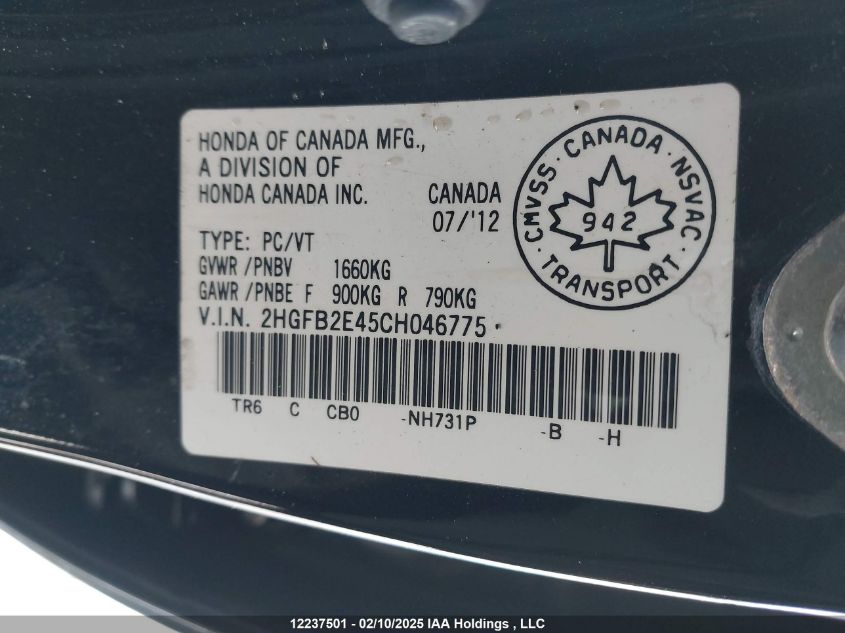 HONDA OF CANADA MFG.,
A DIVISION OF
HONDA CANADA INC.
CANADA
07/'12
CMVSS · CANADA · NSVAC
942
· TRANSPORT ·
TYPE: PC/VT
GVWR /PNBV 1660KG
GAWR /PNBE F 900KG R 790KG
V.I.N. 2HGFB2E45CH046775
TR6 C CB0 -NH731P -B -H
12237501 - 02/10/2025 IAA Holdings , LLC